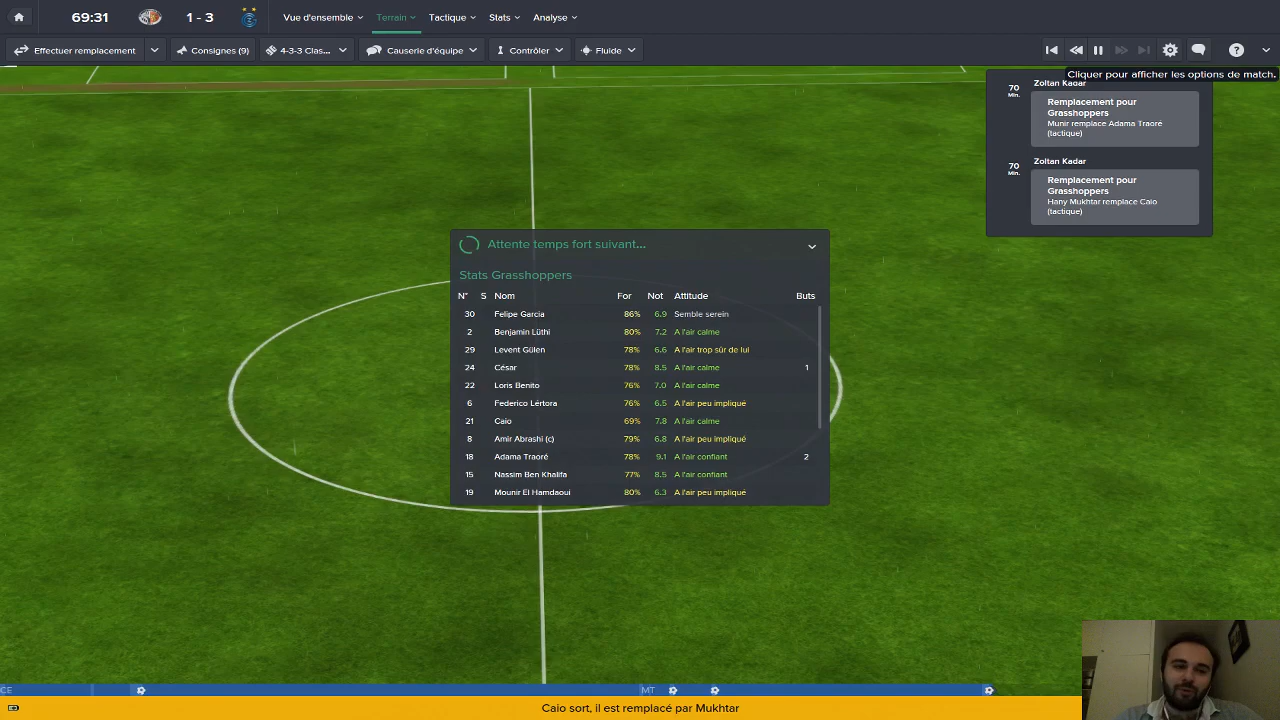 69:31
1 - 3
Vue d'ensemble
Terrain
Tactique
Stats
Analyse
Effectuer remplacement
Consignes (9)
4-3-3 Clas...
Causerie d'équipe
Contrôler
Fluide
Cliquer pour afficher les options de match.
70 Min.
Zoltan Kadar
Remplacement pour
Grasshoppers
Munir remplace Adama Traoré
(tactique)
70 Min.
Zoltan Kadar
Remplacement pour
Grasshoppers
Hany Mukhtar remplace Caio
(tactique)
Attente temps fort suivant...
Stats Grasshoppers
N° S Nom For Not Attitude Buts
30 Felipe Garcia 86% 6.9 Semble serein
2 Benjamin Lüthi 80% 7.2 A l'air calme
29 Levent Gülen 78% 6.6 A l'air trop sûr de lui
24 César 78% 8.5 A l'air calme 1
22 Loris Benito 76% 7.0 A l'air calme
6 Federico Lértora 76% 6.5 A l'air peu impliqué
21 Caio 69% 7.8 A l'air calme
8 Amir Abrashi (c) 79% 6.8 A l'air peu impliqué
18 Adama Traoré 78% 9.1 A l'air confiant 2
15 Nassim Ben Khalifa 77% 8.5 A l'air confiant
19 Mounir El Hamdaoui 80% 6.3 A l'air peu impliqué
CE
MT
Caio sort, il est remplacé par Mukhtar